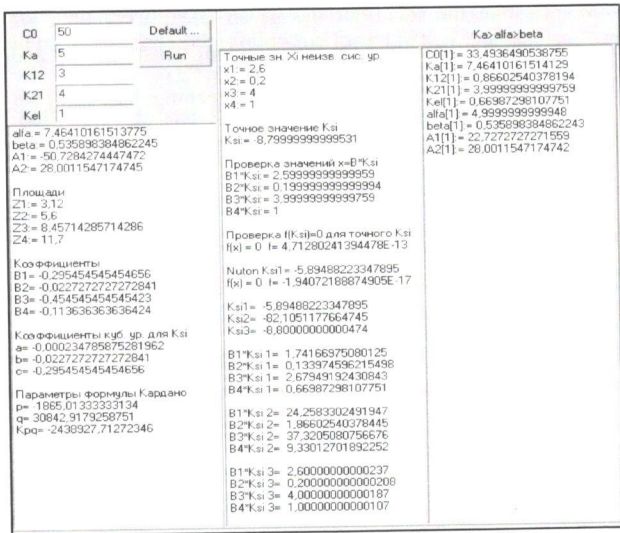 C0 50 Default ...
Ka 5 Run
K12 3
K21 4
Kel 1
alfa:= 7,46410161513775
beta:= 0,535898384862245
A1:= -50,7284274447472
A2:= 28,0011547174745
Площади
Z1:= 3,12
Z2:= 5,6
Z3:= 8,45714285714286
Z4:= 11,7
Коэффициенты
B1= -0,295454545454656
B2= -0,0227272727272841
B3= -0,454545454545423
B4= -0,113636363636424
Коэффициенты куб. ур. для Ksi
a= -0,000234785875281962
b= -0,0227272727272841
c= -0,295454545454656
Параметры формулы Кардано
p= -1865,01333333134
q= 30842,9179258751
Kpq= -2438927,71272346
Точные зн. Xi неизв. сис. ур.
x1:= 2,6
x2:= 0,2
x3:= 4
x4:= 1
Точное значение Ksi
Ksi:= -8,79999999999531
Проверка значений x=B*Ksi
B1*Ksi:= 2,59999999999959
B2*Ksi:= 0,199999999999994
B3*Ksi:= 3,99999999999759
B4*Ksi:= 1
Проверка f(Ksi)=0 для точного Ksi
f(x) = 0 f= 4,71280241394478E-13
Nuton Ksi1= -5,89488223347895
f(x) = 0 f= -1,94072188874905E-17
Ksi1= -5,89488223347895
Ksi2= -82,1051177664745
Ksi3= -8,80000000000474
B1*Ksi 1= 1,74166975080125
B2*Ksi 1= 0,133974596215498
B3*Ksi 1= 2,67949192430843
B4*Ksi 1= 0,66987298107751
B1*Ksi 2= 24,2583302491947
B2*Ksi 2= 1,86602540378445
B3*Ksi 2= 37,3205080756676
B4*Ksi 2= 9,33012701892252
B1*Ksi 3= 2,60000000000237
B2*Ksi 3= 0,200000000000208
B3*Ksi 3= 4,00000000000187
B4*Ksi 3= 1,00000000000107
Ka>alfa>beta
C0[1]:= 33,4936490538755
Ka[1]:= 7,46410161514129
K12[1]:= 0,86602540378194
K21[1]:= 3,99999999999759
Kel[1]:= 0,66987298107751
alfa[1]:= 4,9999999999948
beta[1]:= 0,535898384862243
A1[1]:= 22,7272727271559
A2[1]:= 28,0011547174742